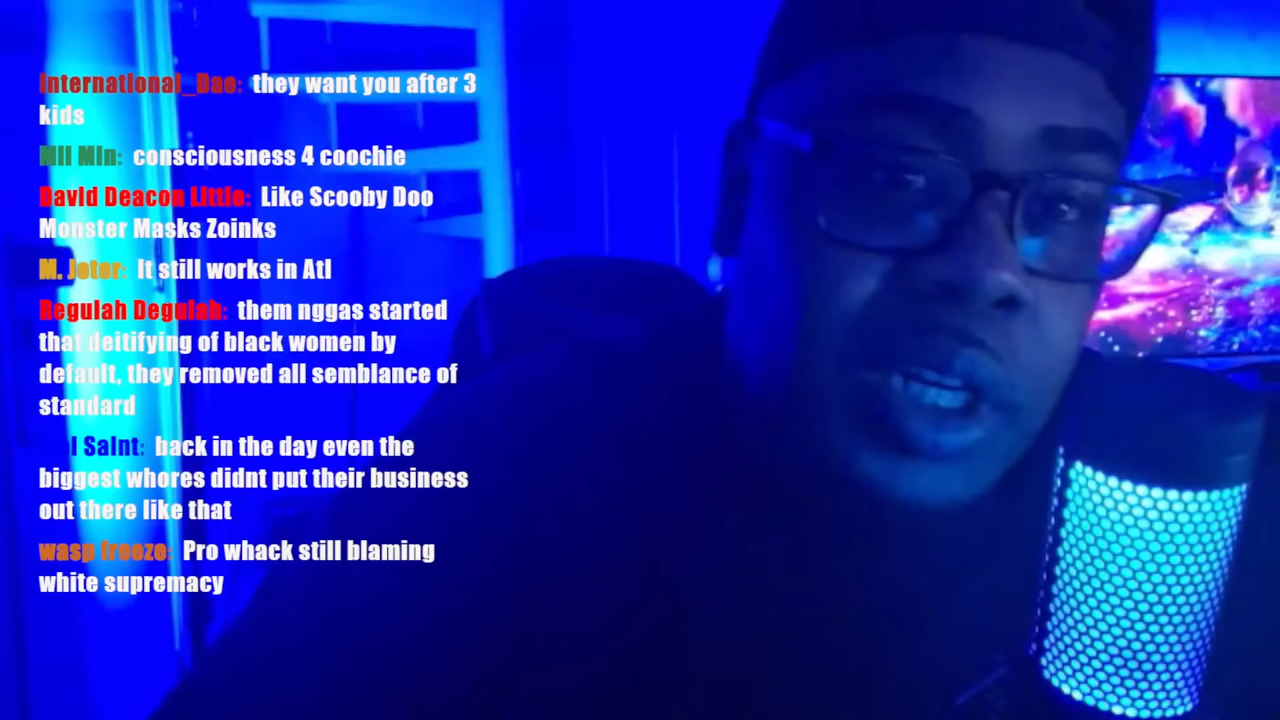 International_Bae: they want you after 3
kids
Mil Min: consciousness 4 coochie
David Deacon Little: Like Scooby Doo
Monster Masks Zoinks
M. Jeter: It still works in Atl
Regulah Degulah: them nggas started
that deitifying of black women by
default, they removed all semblance of
standard
Saint: back in the day even the
biggest whores didnt put their business
out there like that
wasp freeze: Pro whack still blaming
white supremacy